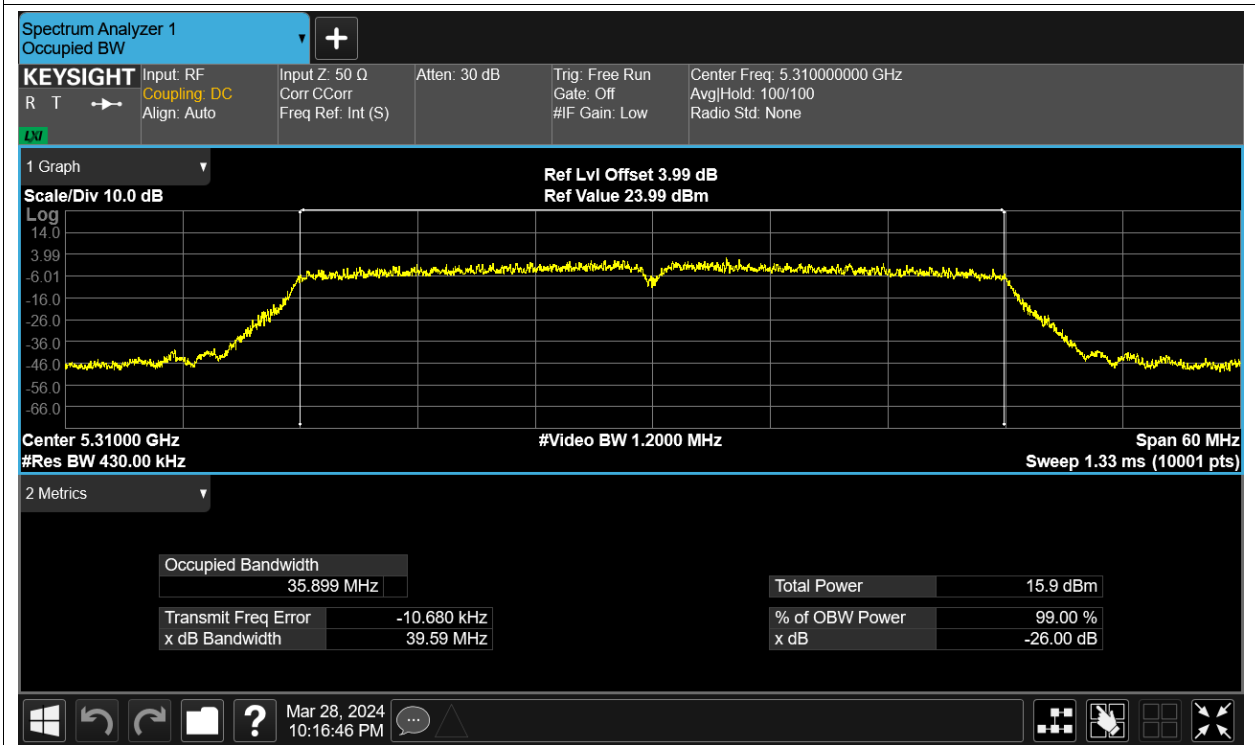 Spectrum Analyzer 1
Occupied BW
KEYSIGHT
R T
LXI
Input: RF
Coupling: DC
Align: Auto
Input Z: 50 Ω
Corr CCorr
Freq Ref: Int (S)
Atten: 30 dB
Trig: Free Run
Gate: Off
#IF Gain: Low
Center Freq: 5.310000000 GHz
Avg|Hold: 100/100
Radio Std: None
1 Graph
Ref Lvl Offset 3.99 dB
Scale/Div 10.0 dB
Ref Value 23.99 dBm
Log
14.0
3.99
-6.01
-16.0
-26.0
-36.0
-46.0
-56.0
-66.0
Center 5.31000 GHz
#Video BW 1.2000 MHz
Span 60 MHz
#Res BW 430.00 kHz
Sweep 1.33 ms (10001 pts)
2 Metrics
Occupied Bandwidth
35.899 MHz
Total Power 15.9 dBm
Transmit Freq Error -10.680 kHz
% of OBW Power 99.00 %
x dB Bandwidth 39.59 MHz
x dB -26.00 dB
?
Mar 28, 2024
10:16:46 PM